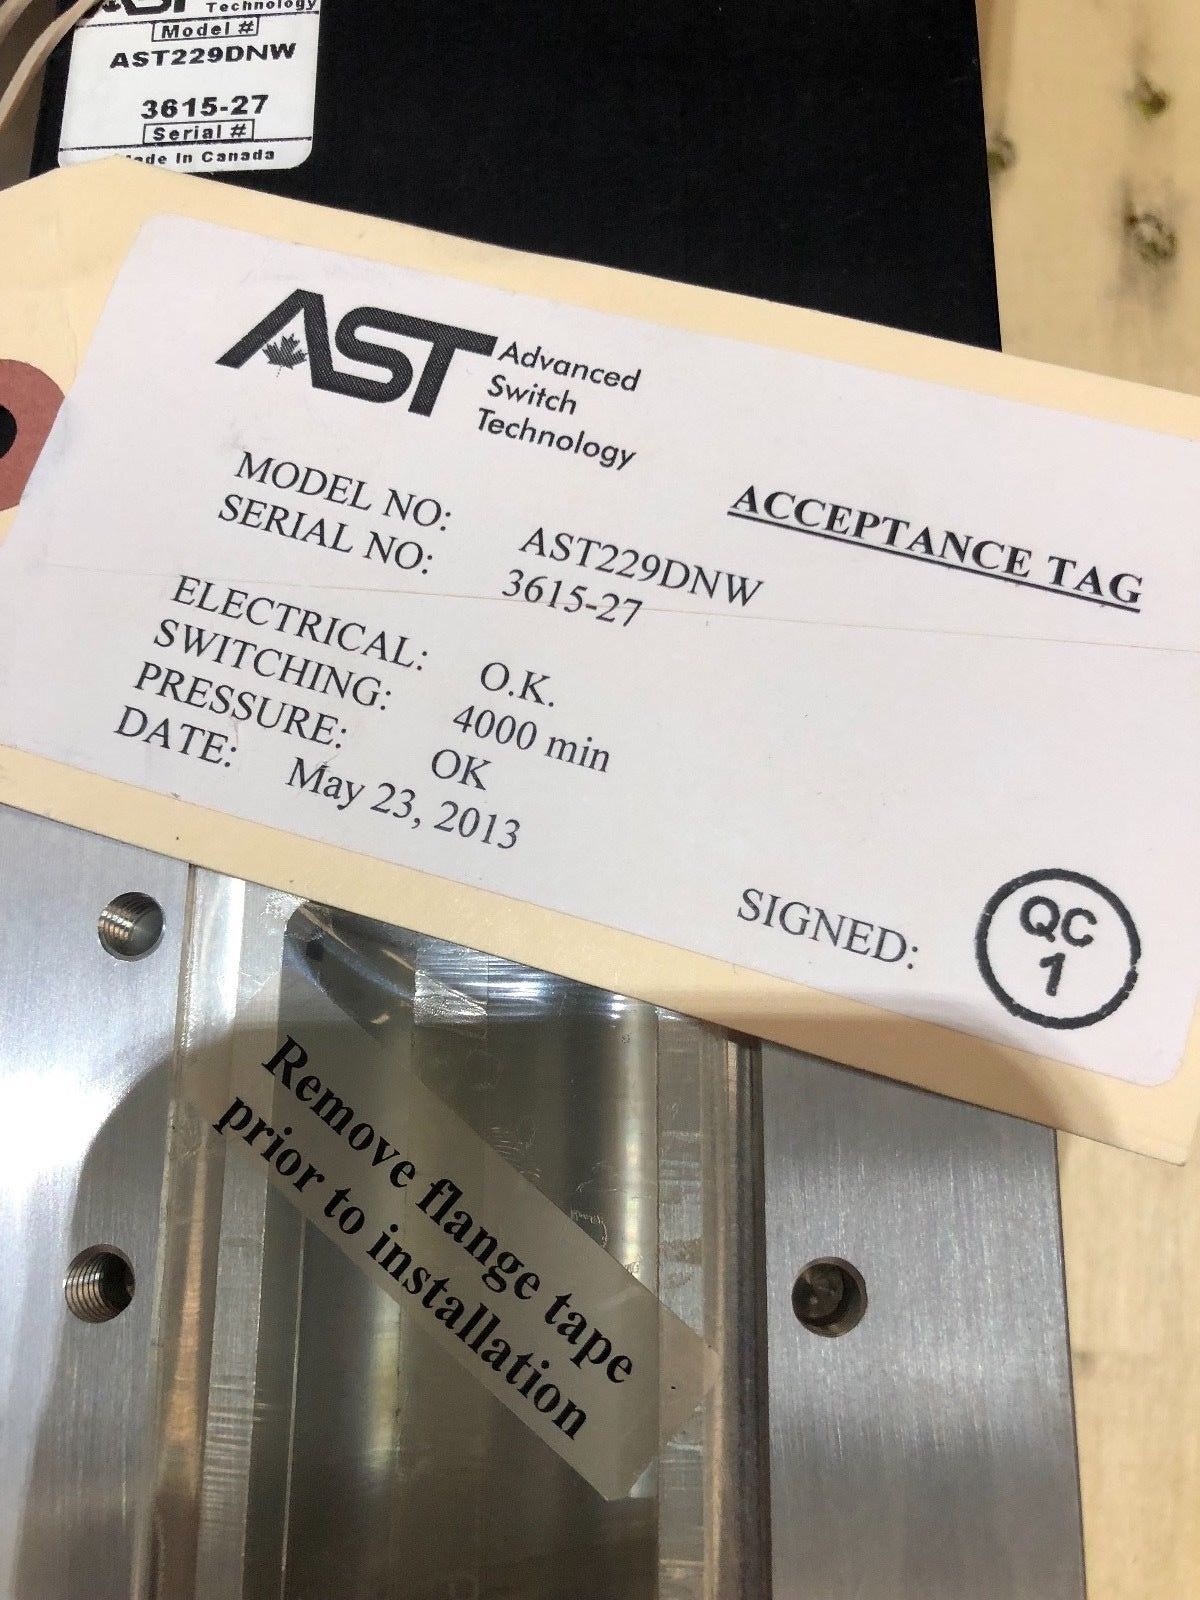 AST Technology
Model #
AST229DNW
3615-27
Serial #
Made In Canada
AST Advanced
Switch
Technology
ACCEPTANCE TAG
MODEL NO: AST229DNW
SERIAL NO: 3615-27
ELECTRICAL: O.K.
SWITCHING: 4000 min
PRESSURE: OK
DATE: May 23, 2013
SIGNED: QC
1
Remove flange tape
prior to installation